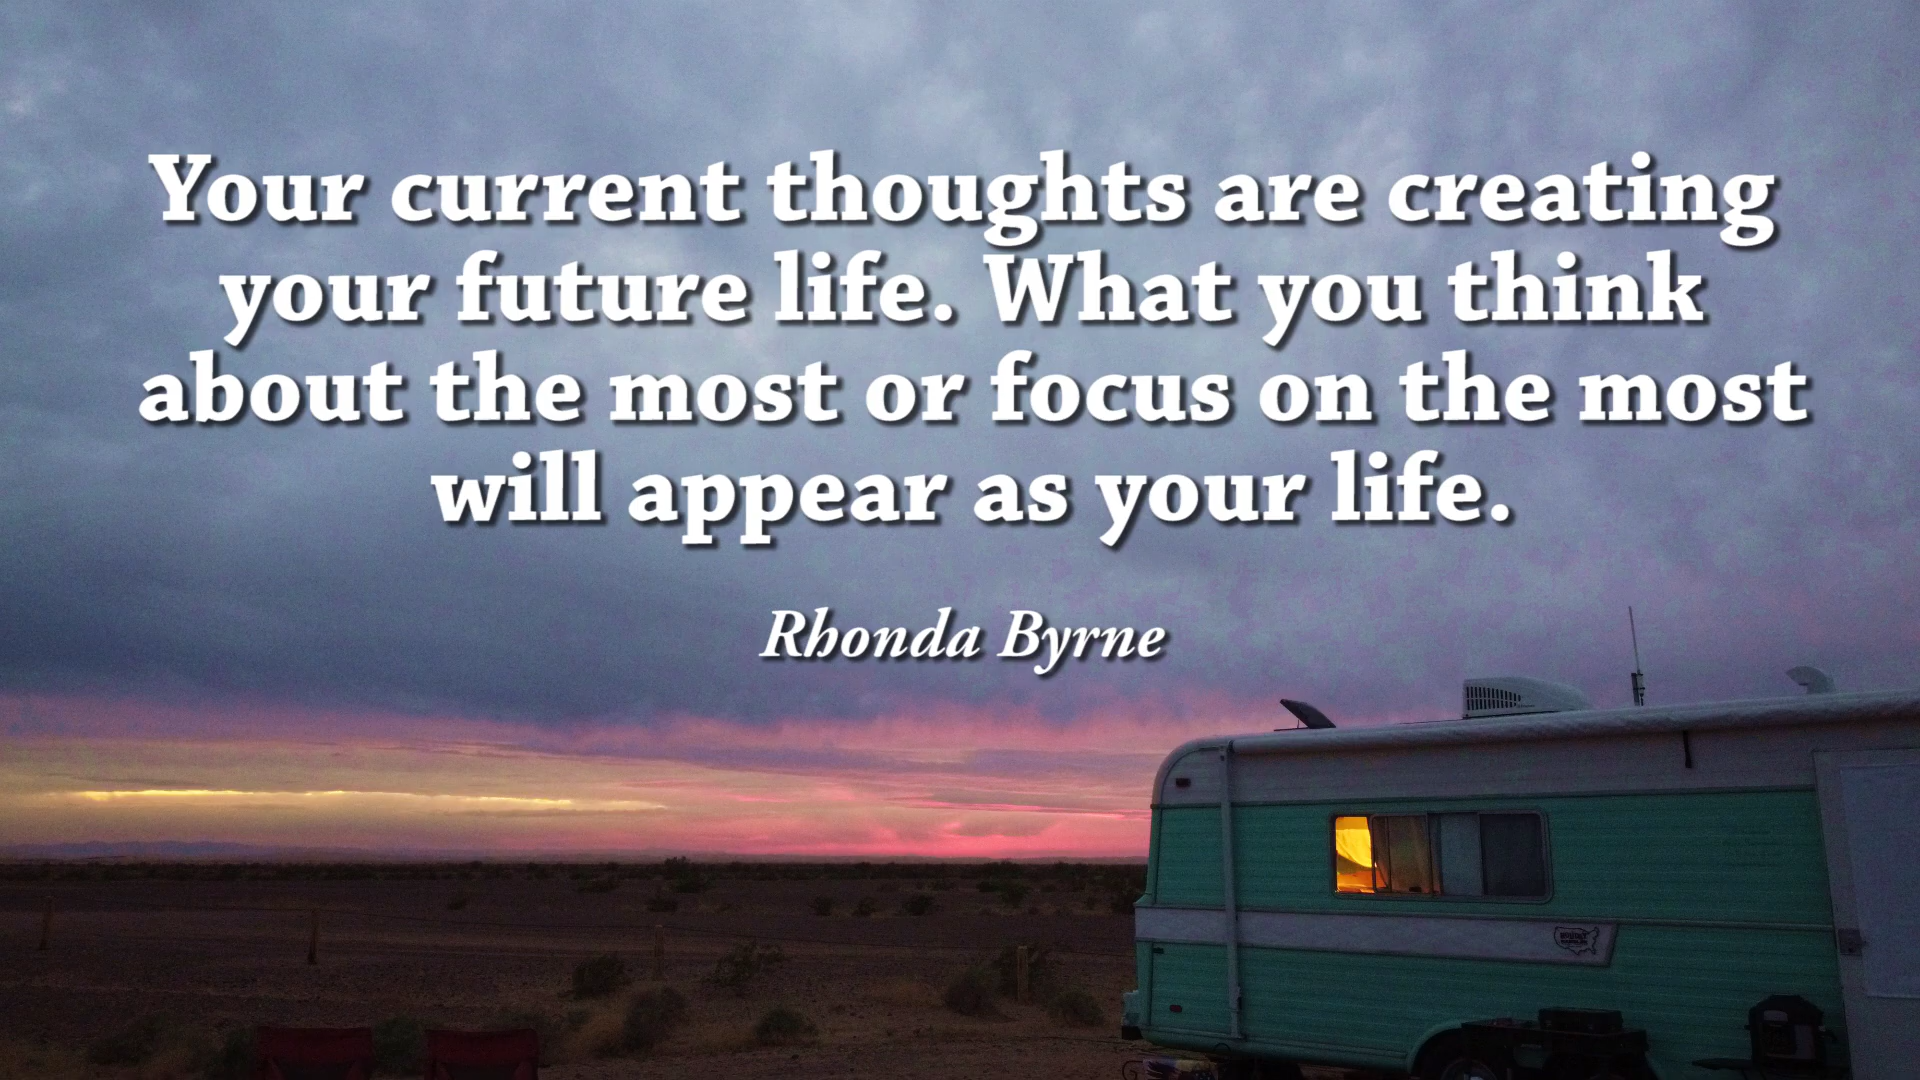 Your current thoughts are creating
your future life. What you think
about the most or focus on the most
will appear as your life.
Rhonda Byrne